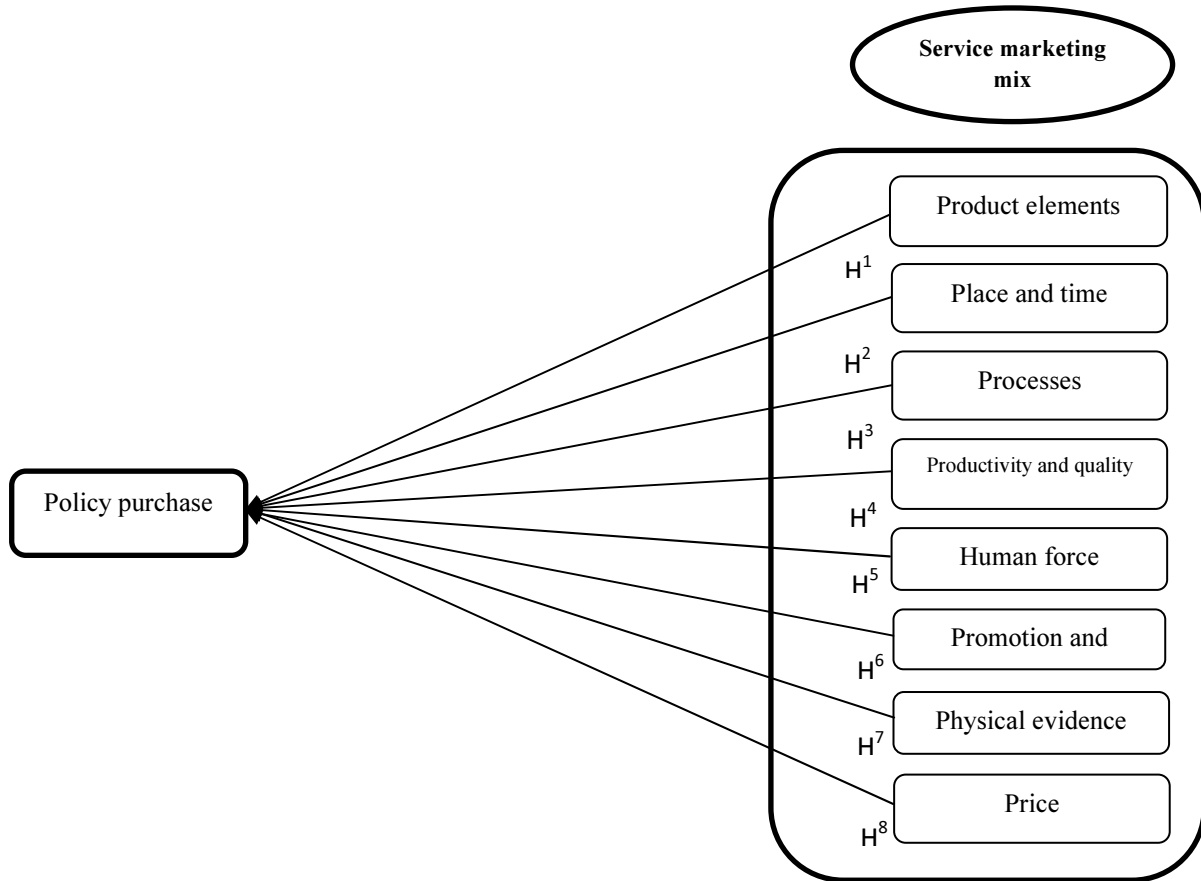 Service marketing
mix
Product elements
H1
Place and time
H2
Processes
H3
Policy purchase
Productivity and quality
H4
Human force
H5
Promotion and
H6
Physical evidence
H7
Price
H8